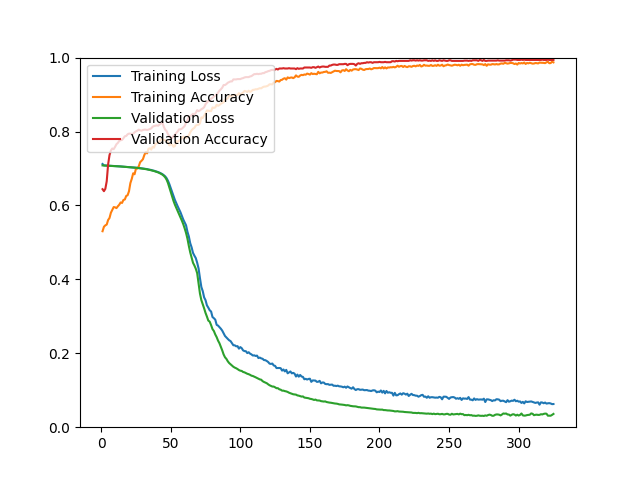 1.0
0.8
0.6
0.4
0.2
0.0
Training Loss
Training Accuracy
Validation Loss
Validation Accuracy
0 50 100 150 200 250 300